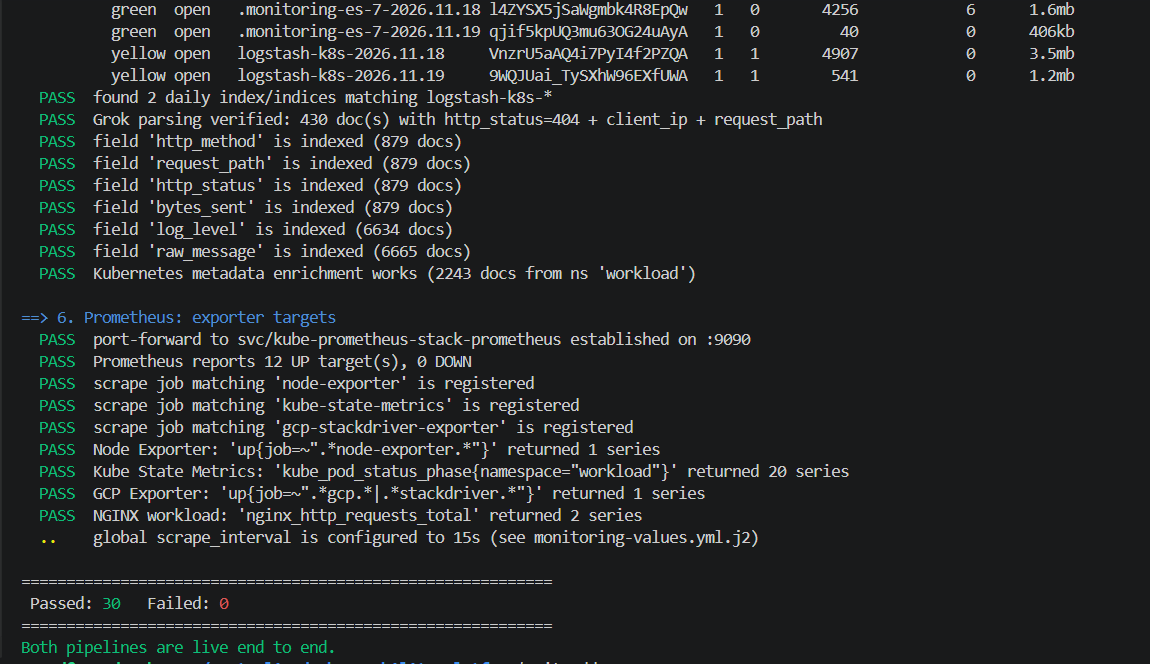 green open .monitoring-es-7-2026.11.18 l4ZYSX5jSaWgmbk4R8EpQw 1 0 4256 6 1.6mb
green open .monitoring-es-7-2026.11.19 qjif5kpUQ3mu63OG24uAyA 1 0 40 0 406kb
yellow open logstash-k8s-2026.11.18 VnzrU5aAQ4i7PyI4f2PZQA 1 1 4907 0 3.5mb
yellow open logstash-k8s-2026.11.19 9WQJUai_TySXhW96EXfUWA 1 1 541 0 1.2mb
PASS found 2 daily index/indices matching logstash-k8s-*
PASS Grok parsing verified: 430 doc(s) with http_status=404 + client_ip + request_path
PASS field 'http_method' is indexed (879 docs)
PASS field 'request_path' is indexed (879 docs)
PASS field 'http_status' is indexed (879 docs)
PASS field 'bytes_sent' is indexed (879 docs)
PASS field 'log_level' is indexed (6634 docs)
PASS field 'raw_message' is indexed (6665 docs)
PASS Kubernetes metadata enrichment works (2243 docs from ns 'workload')
==> 6. Prometheus: exporter targets
PASS port-forward to svc/kube-prometheus-stack-prometheus established on :9090
PASS Prometheus reports 12 UP target(s), 0 DOWN
PASS scrape job matching 'node-exporter' is registered
PASS scrape job matching 'kube-state-metrics' is registered
PASS scrape job matching 'gcp-stackdriver-exporter' is registered
PASS Node Exporter: 'up{job=~".*node-exporter.*"}' returned 1 series
PASS Kube State Metrics: 'kube_pod_status_phase{namespace="workload"}' returned 20 series
PASS GCP Exporter: 'up{job=~".*gcp.*|.*stackdriver.*"}' returned 1 series
PASS NGINX workload: 'nginx_http_requests_total' returned 2 series
.. global scrape_interval is configured to 15s (see monitoring-values.yml.j2)
============================================================
Passed: 30 Failed: 0
============================================================
Both pipelines are live end to end.